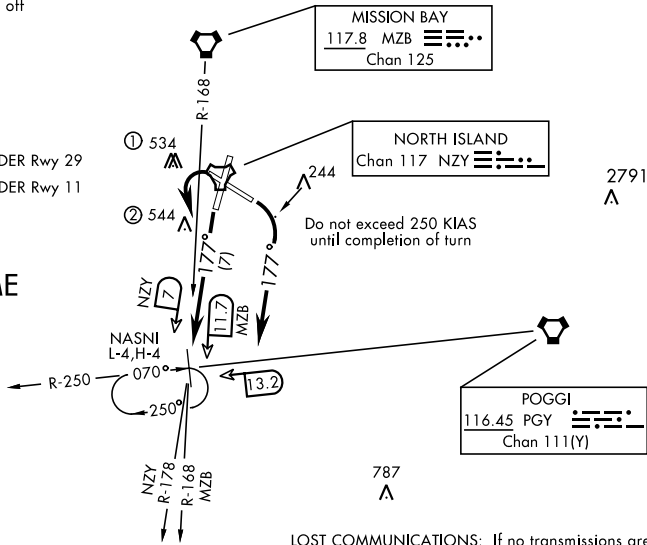 off
MISSION BAY
117.8 MZB
Chan 125
R-168
① 534
DER Rwy 29
DER Rwy 11
NORTH ISLAND
Chan 117 NZY
244
2791
② 544
Do not exceed 250 KIAS
until completion of turn
177°
(7)
177°
ME
NZY
7
11.7
MZB
NASNI
L-4,H-4
070°
R-250
250°
13.2
POGGI
116.45 PGY
Chan 111(Y)
NZY
R-178
R-168
MZB
787
LOST COMMUNICATIONS: If no transmissions are